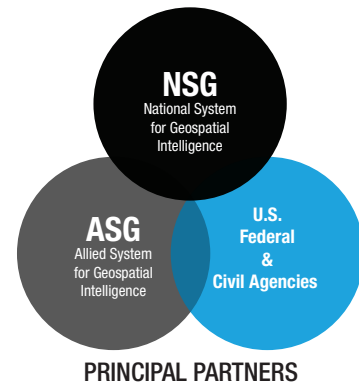 NSG
National System
for Geospatial
Intelligence
ASG
Allied System
for Geospatial
Intelligence
U.S.
Federal
&
Civil Agencies
PRINCIPAL PARTNERS